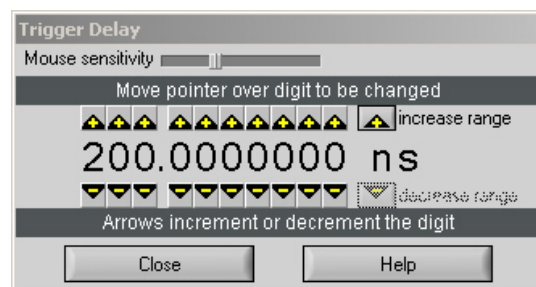 Trigger Delay
Mouse sensitivity
Move pointer over digit to be changed
increase range
200.0000000 ns
decrease range
Arrows increment or decrement the digit
Close Help